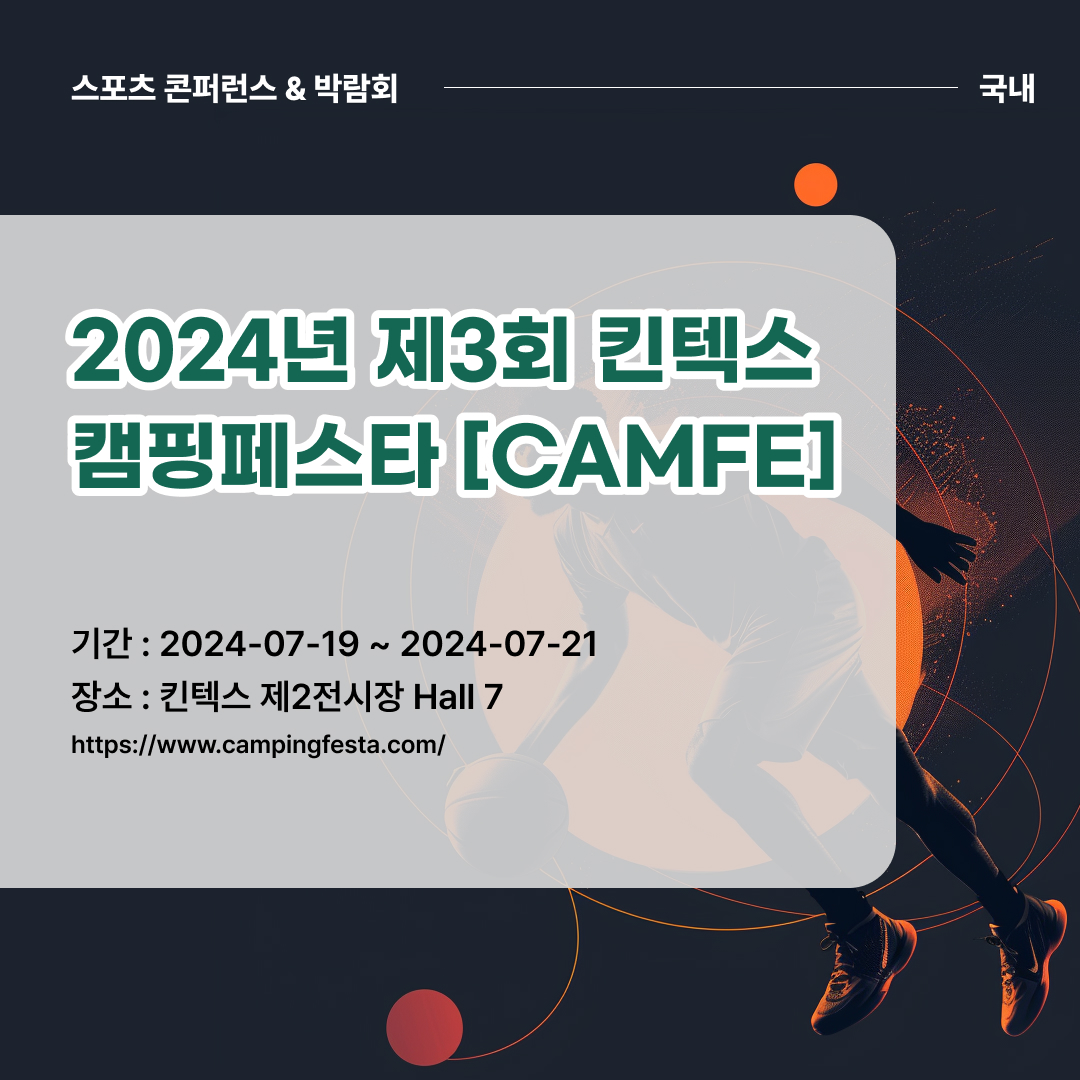 스포츠 콘퍼런스 & 박람회
국내
2024년 제3회 킨텍스
캠핑페스타 [CAMFE]
기간 : 2024-07-19 ~ 2024-07-21
장소 : 킨텍스 제2전시장 Hall 7
https://www.campingfesta.com/